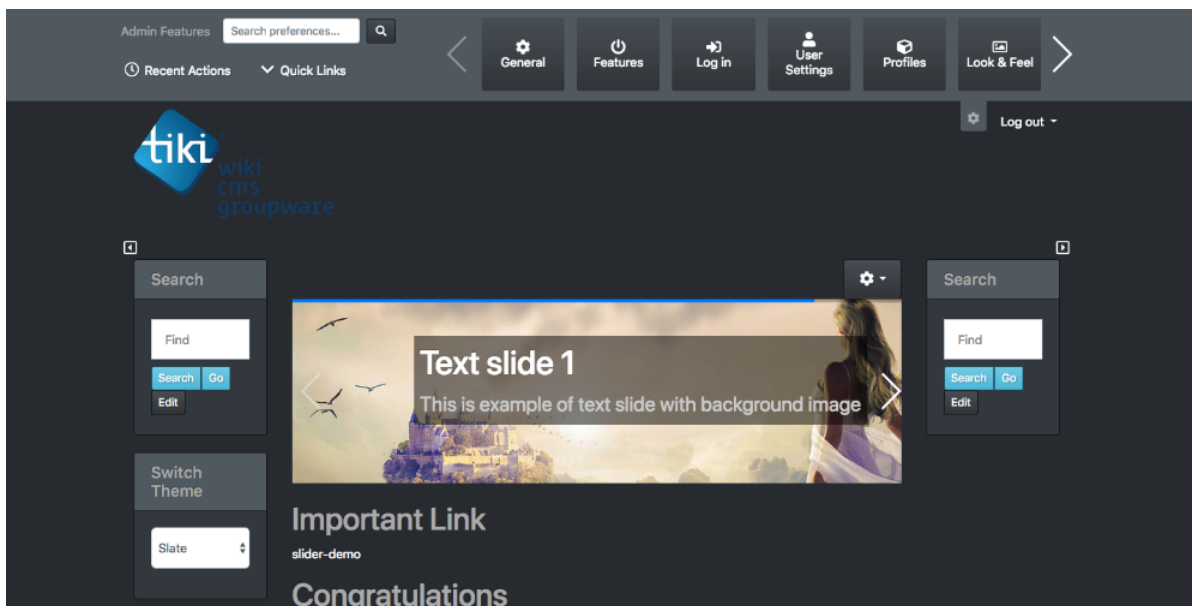 Admin Features Search preferences...
Recent Actions Quick Links
General
Features
Log in
User
Settings
Profiles
Look & Feel
Log out
tiki
wiki
cms
groupware
Search
Find
Search Go
Edit
Switch
Theme
Slate
Text slide 1
This is example of text slide with background image
Important Link
slider-demo
Congratulations
Search
Find
Search Go
Edit